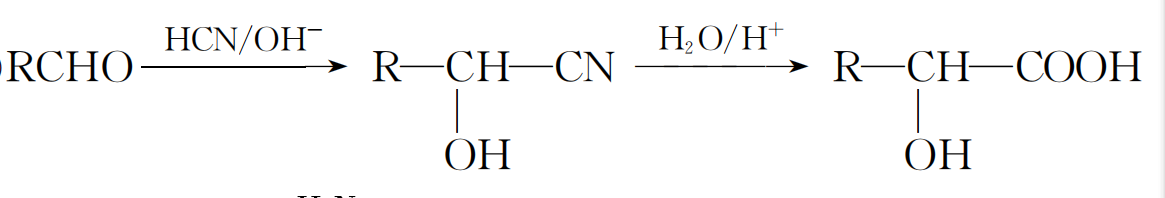 )RCHO HCN/OH⁻ R—CH—CN H₂O/H⁺ R—CH—COOH
OH OH